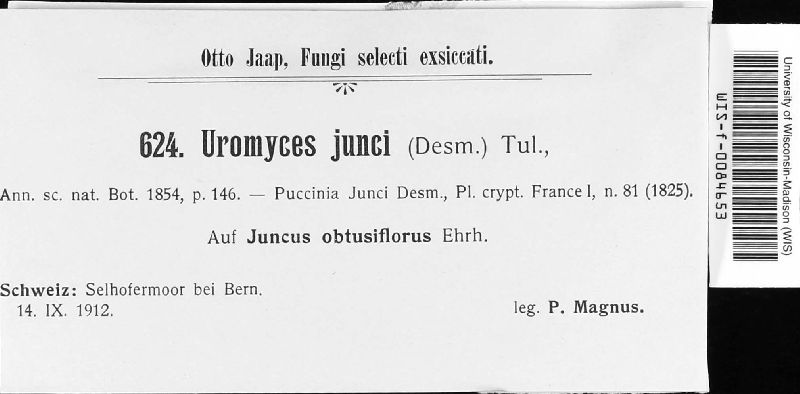 Otto Jaap, Fungi selecti exsiccati.
624. Uromyces junci (Desm.) Tul.,
Ann. sc. nat. Bot. 1854, p. 146. — Puccinia Junci Desm., Pl. crypt. France I, n. 81 (1825).
Auf Juncus obtusiflorus Ehrh.
Schweiz: Selhofermoor bei Bern.
14. IX. 1912.
leg. P. Magnus.
University of Wisconsin-Madison (WIS)
WIS-f-0084653